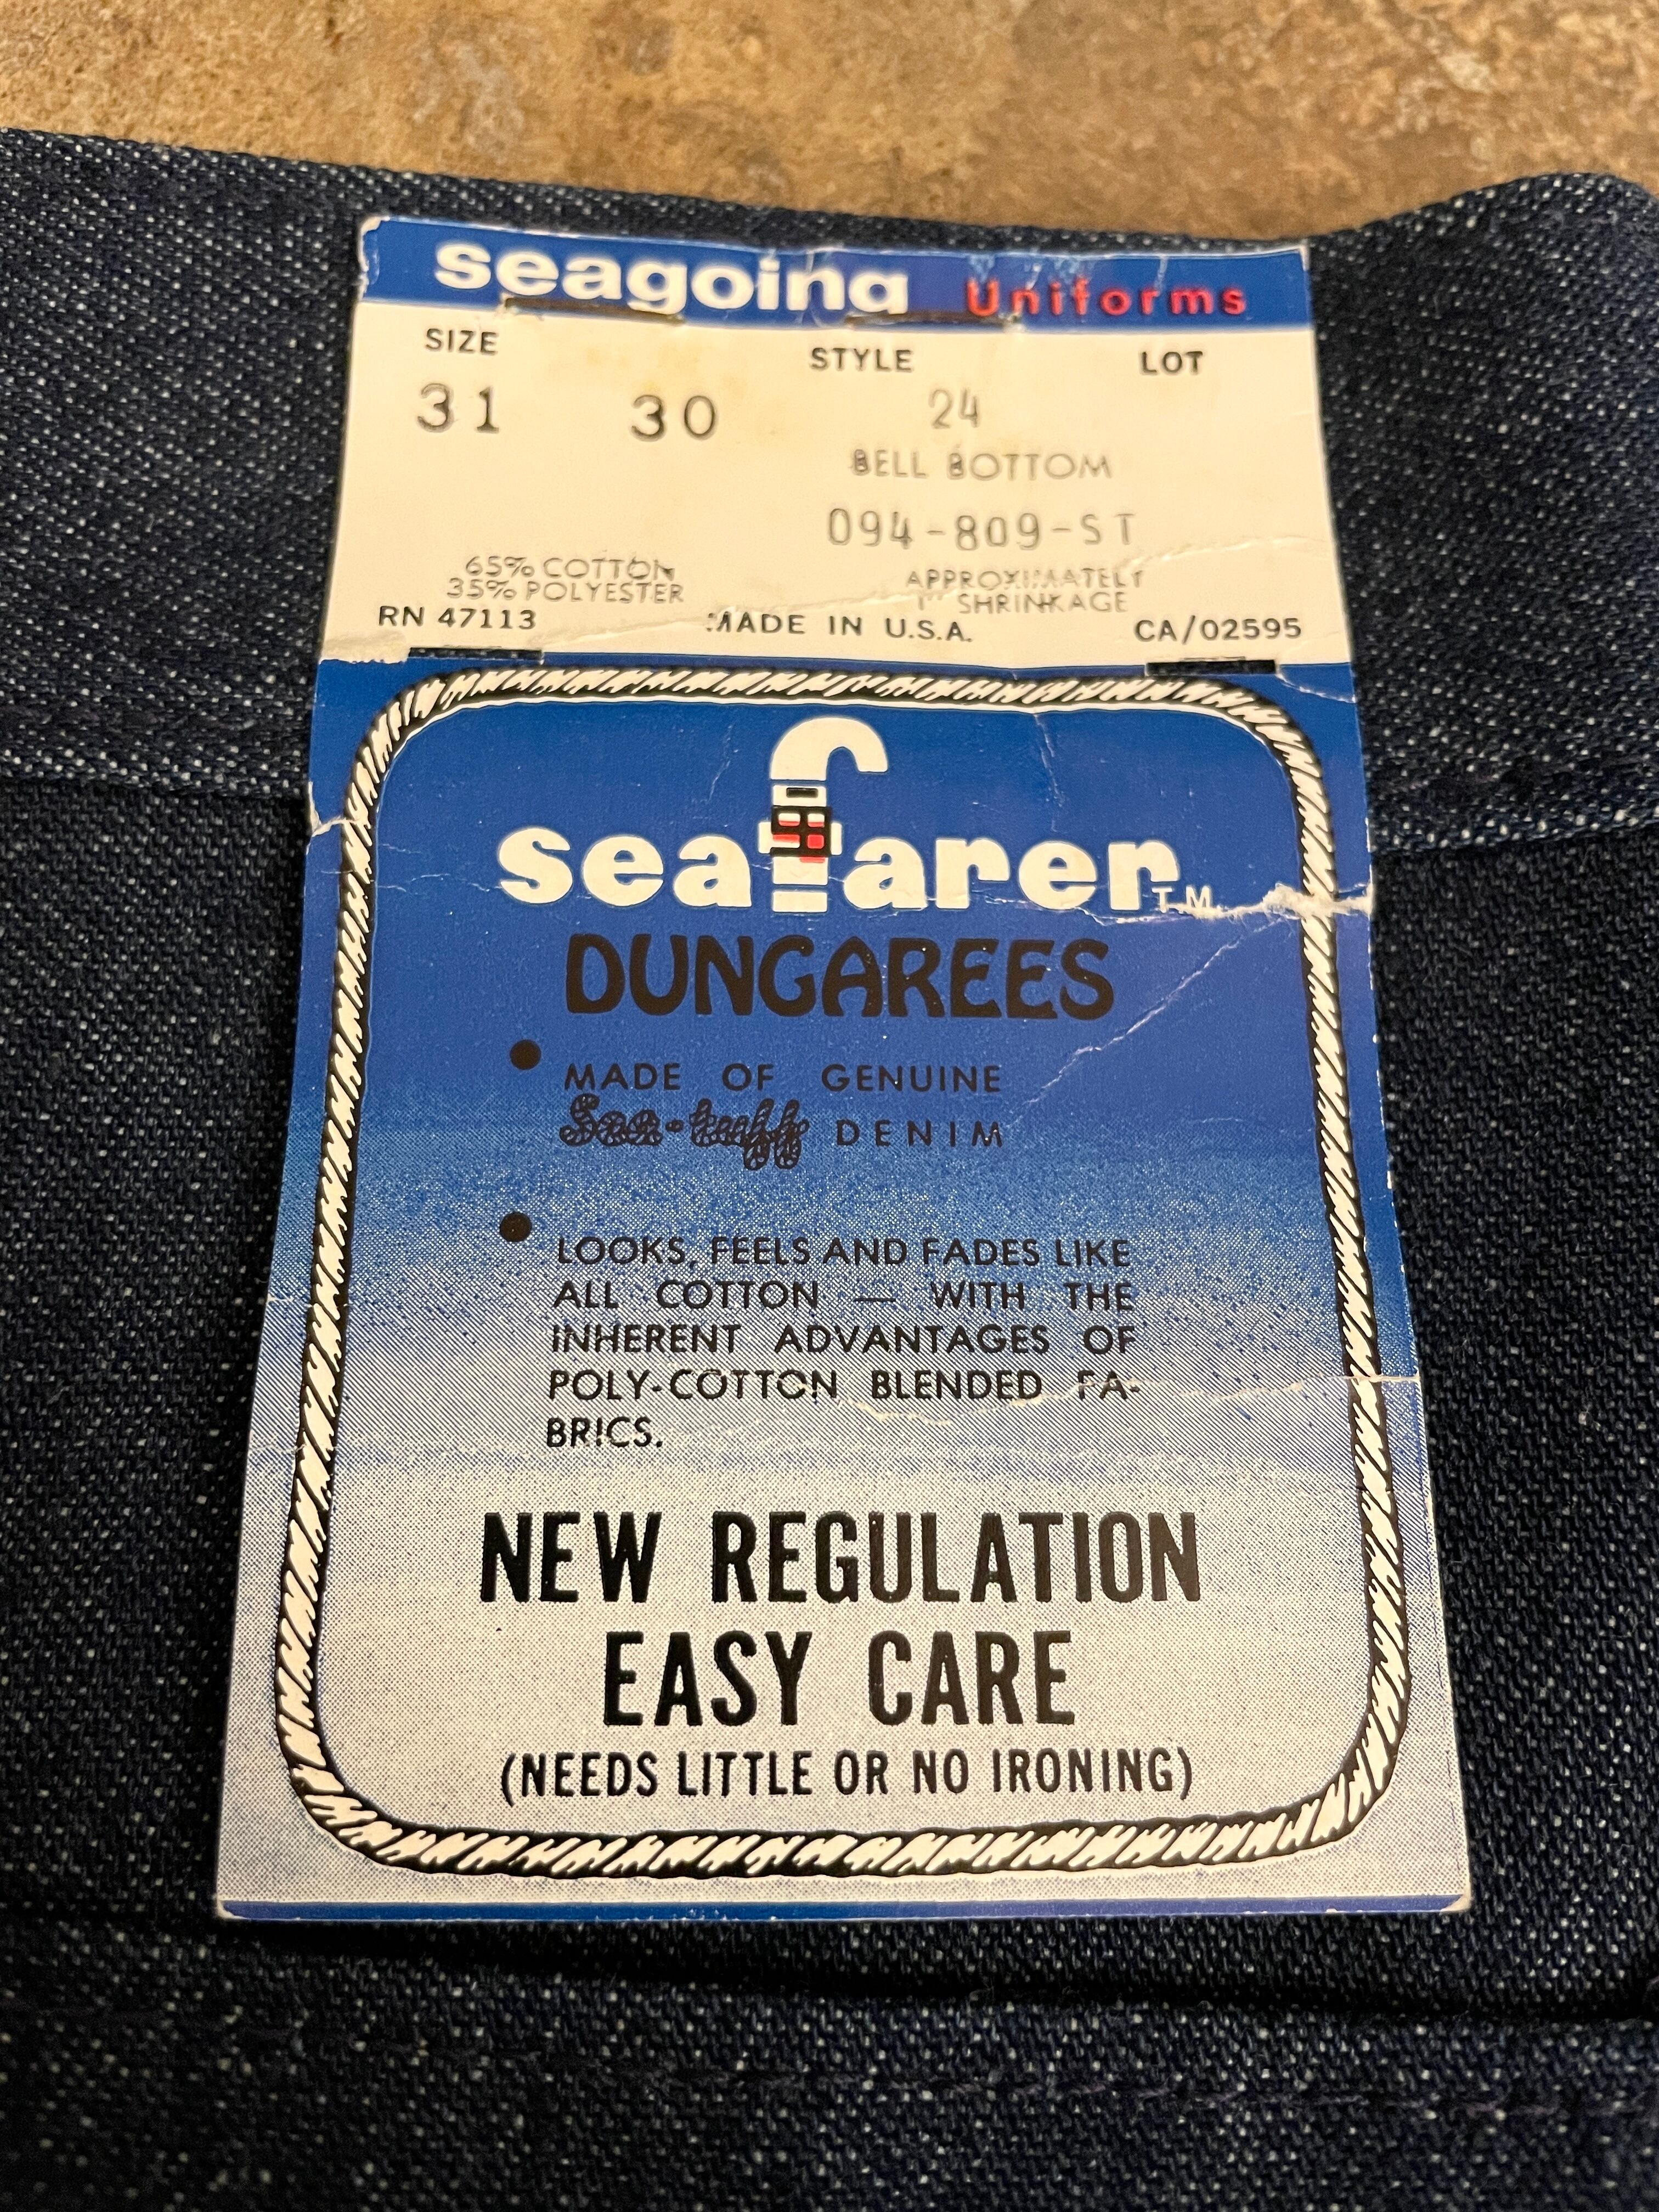 seagoing Uniforms
SIZE STYLE LOT
31 30 24
BELL BOTTOM
094-809-ST
65% COTTON
35% POLYESTER
APPROXIMATELY
1" SHRINKAGE
RN 47113 MADE IN U.S.A. CA/02595
seafarer TM
DUNGAREES
• MADE OF GENUINE
Sea-tuff DENIM
• LOOKS, FEELS AND FADES LIKE
ALL COTTON — WITH THE
INHERENT ADVANTAGES OF
POLY-COTTON BLENDED FA-
BRICS.
NEW REGULATION
EASY CARE
(NEEDS LITTLE OR NO IRONING)